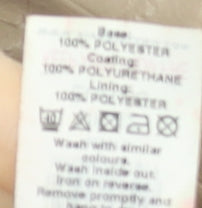 Base:
100% POLYESTER
Coating:
100% POLYURETHANE
Lining:
100% POLYESTER
Wash with similar
colours.
Wash inside out.
Iron on reverse.
Remove promptly and